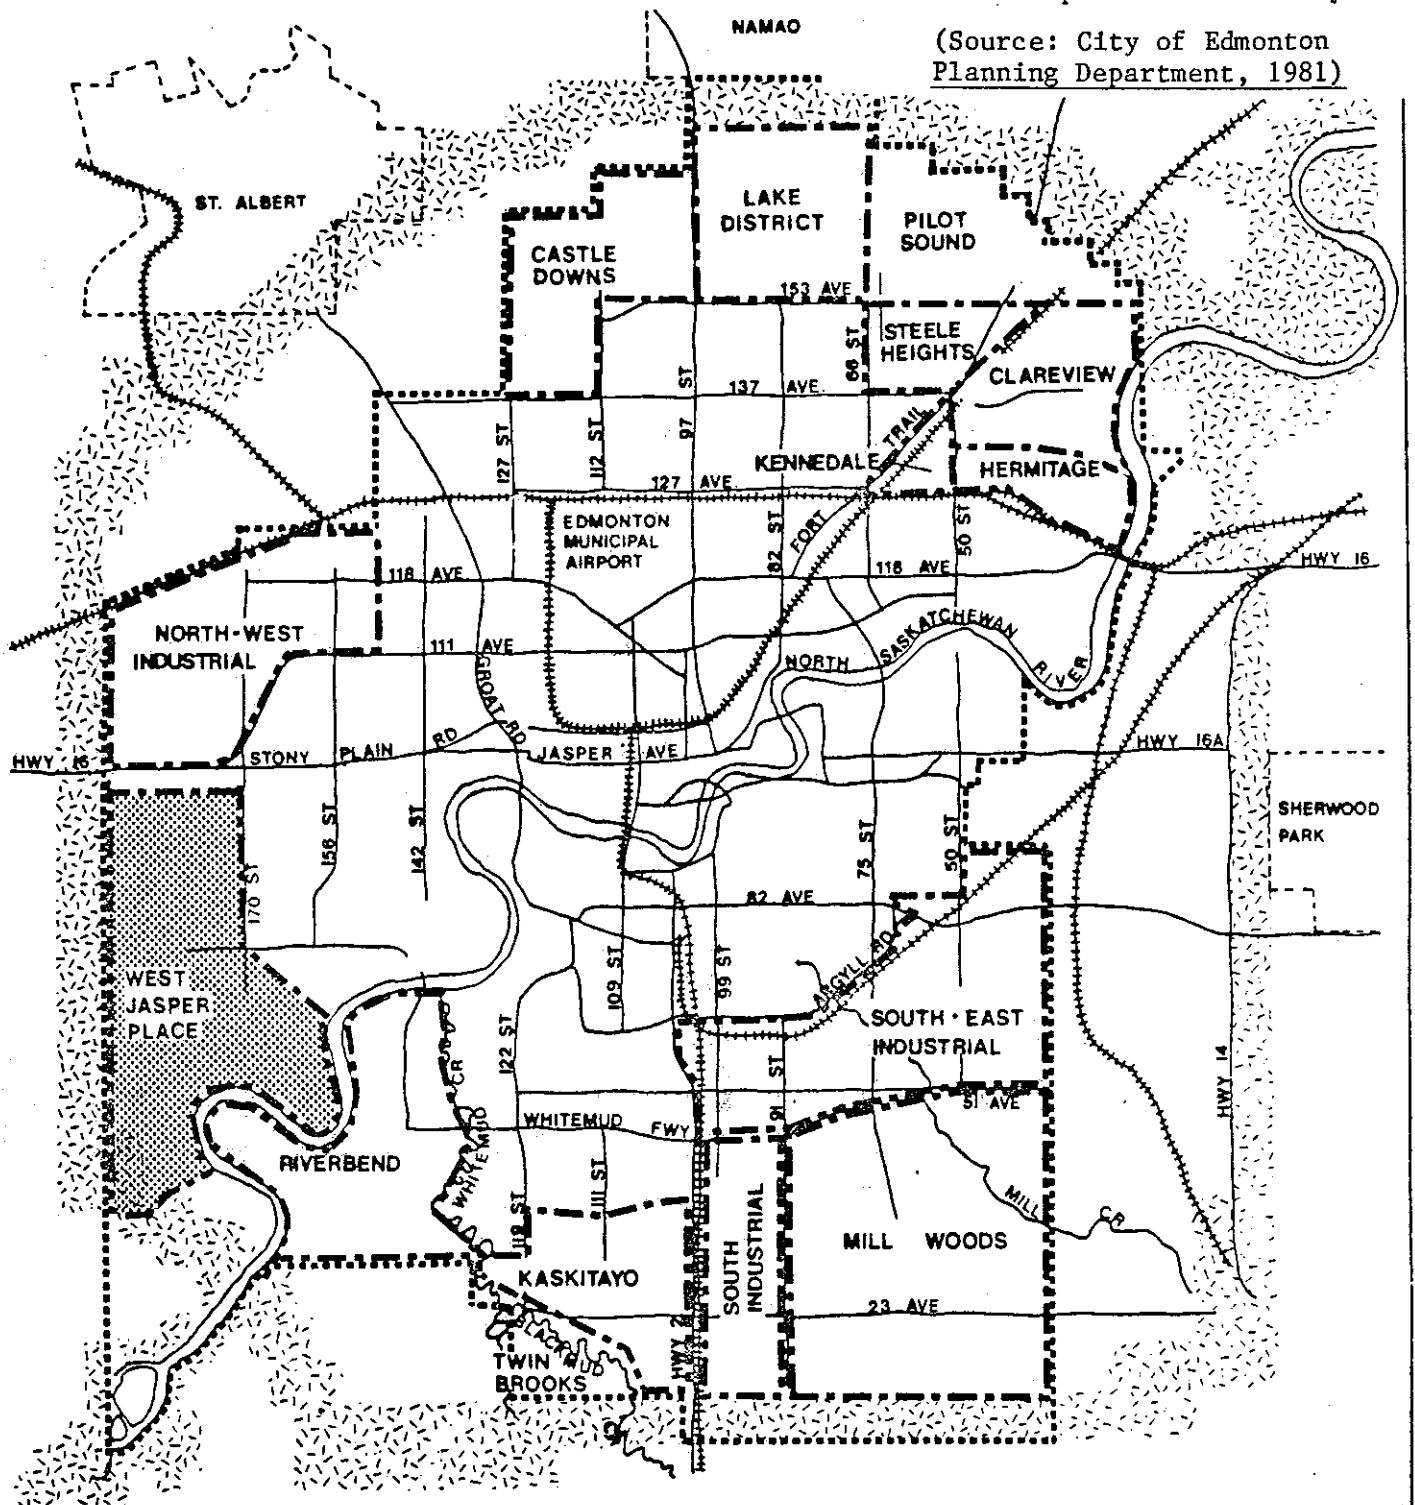 (Source: City of Edmonton
Planning Department, 1981)
NAMAO
ST. ALBERT
LAKE
DISTRICT
PILOT
SOUND
CASTLE
DOWNS
153 AVE
STEELE
HEIGHTS
66 ST
CLAREVIEW
137 AVE
97 ST
127 ST
112 ST
FORT TRAIL
KENNEDALE
HERMITAGE
127 AVE
EDMONTON
MUNICIPAL
AIRPORT
82 ST
50 ST
118 AVE
118 AVE
HWY 16
NORTH-WEST
INDUSTRIAL
111 AVE
GROAT RD
NORTH SASKATCHEWAN RIVER
HWY 16
STONY PLAIN RD
JASPER AVE
HWY 16A
SHERWOOD
PARK
156 ST
142 ST
170 ST
75 ST
50 ST
82 AVE
WEST
JASPER
PLACE
109 ST
99 ST
ARGYLL RD
SOUTH-EAST
INDUSTRIAL
122 ST
91 ST
HWY 14
51 AVE
WHITEMUD FWY
WHITEMUD CR
RIVERBEND
111 ST
119 ST
MILL CR
SOUTH
INDUSTRIAL
MILL WOODS
KASKITAYO
23 AVE
HWY 2
BLACKMUD
TWIN
BROOKS